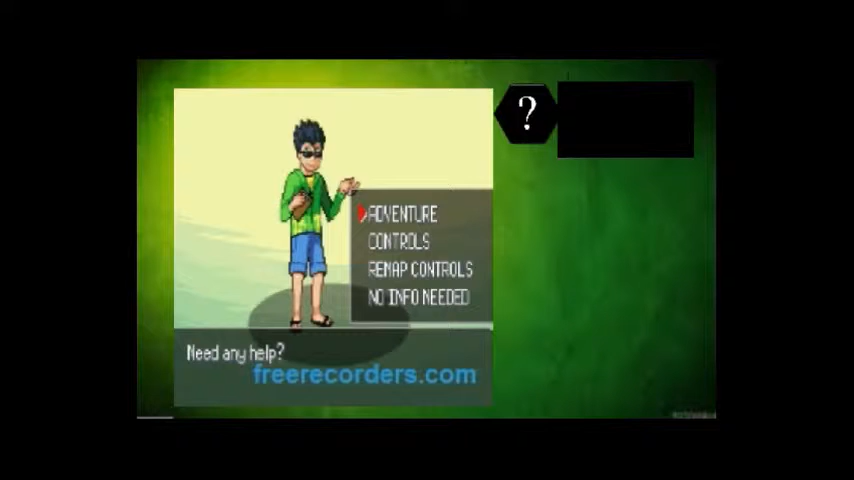 ?
ADVENTURE
CONTROLS
REMAP CONTROLS
NO INFO NEEDED
Need any help?
freerecorders.com